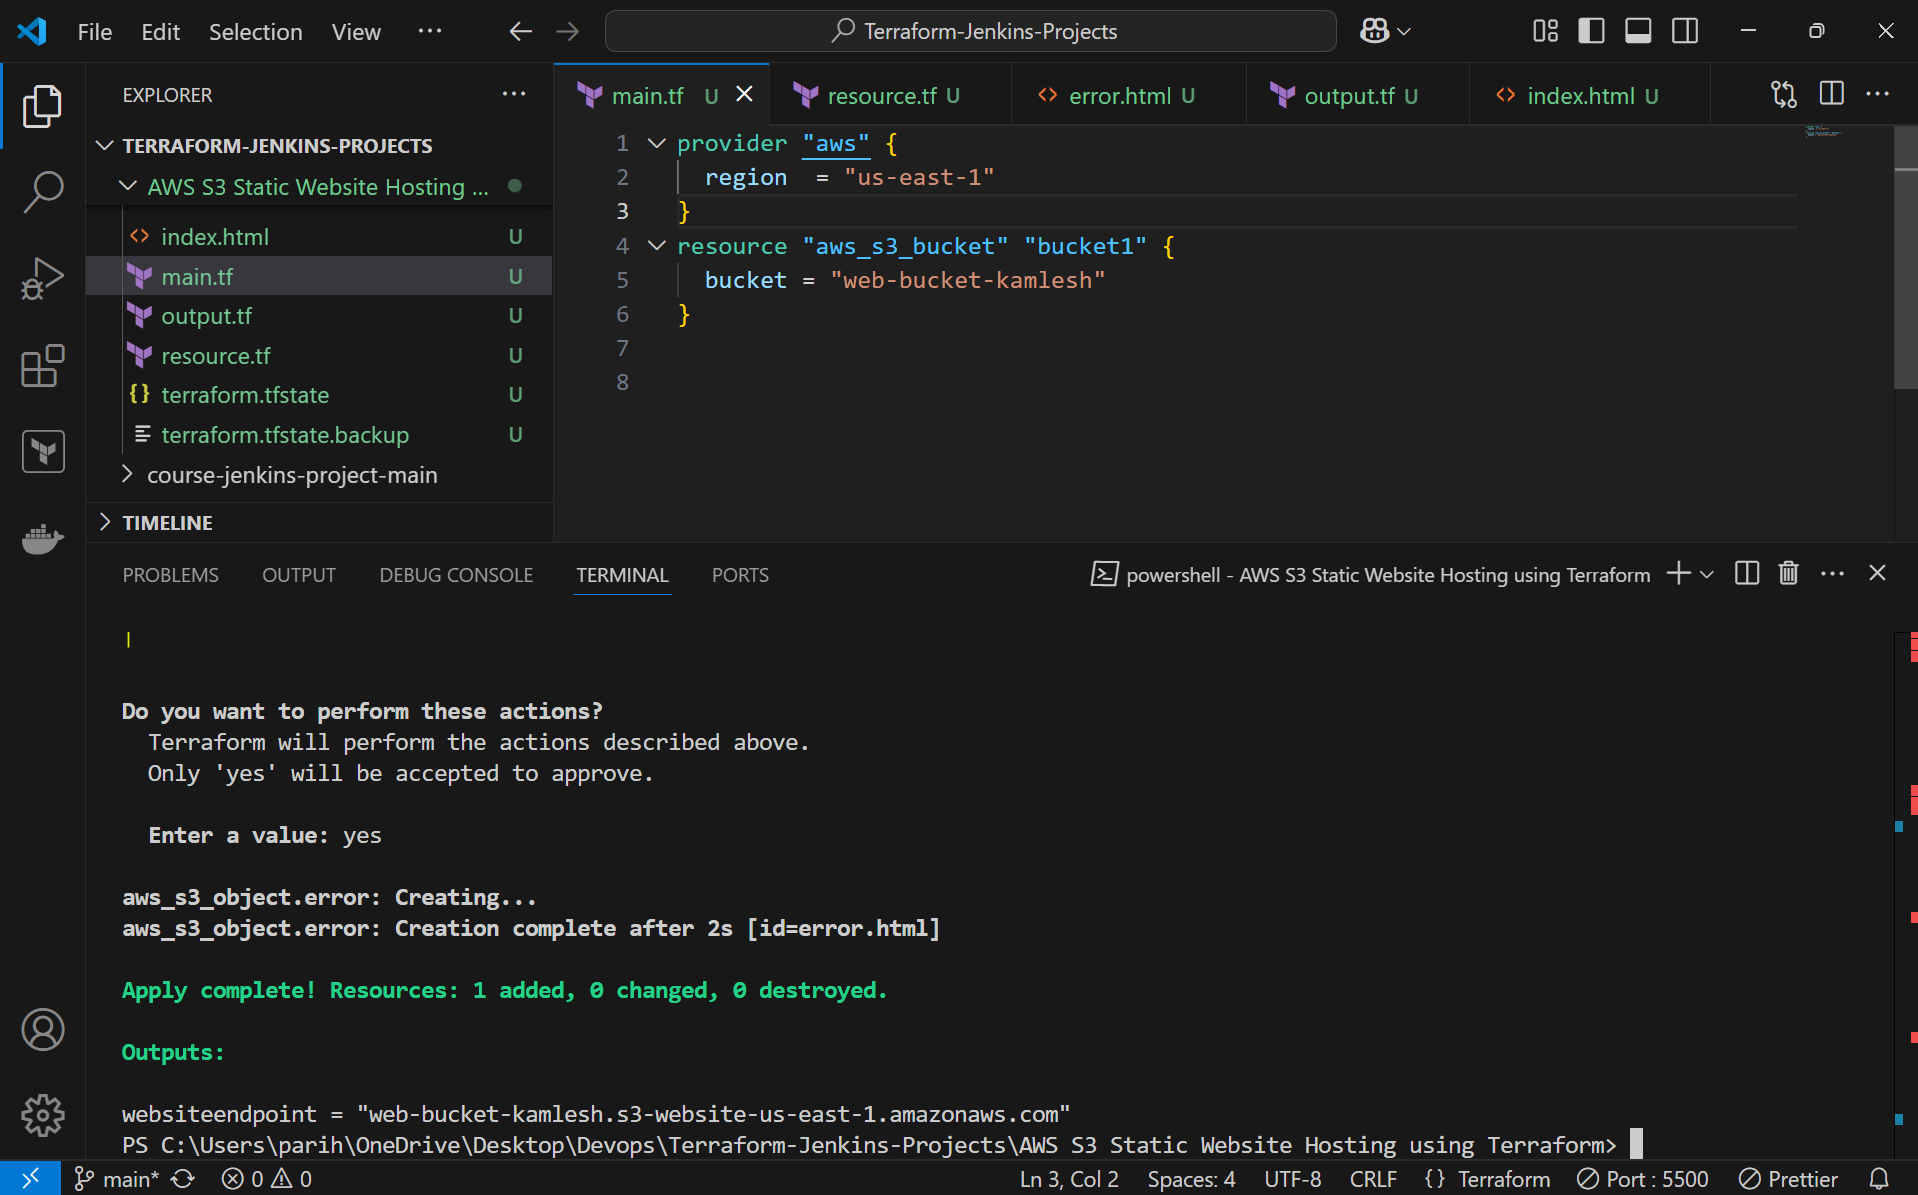 File Edit Selection View ···
Terraform-Jenkins-Projects
EXPLORER
TERRAFORM-JENKINS-PROJECTS
AWS S3 Static Website Hosting ...
index.html U
main.tf U
output.tf U
resource.tf U
terraform.tfstate U
terraform.tfstate.backup U
course-jenkins-project-main
TIMELINE
main.tf U resource.tf U error.html U output.tf U index.html U
1 provider "aws" {
2 region = "us-east-1"
3 }
4 resource "aws_s3_bucket" "bucket1" {
5 bucket = "web-bucket-kamlesh"
6 }
7
8
PROBLEMS OUTPUT DEBUG CONSOLE TERMINAL PORTS
powershell - AWS S3 Static Website Hosting using Terraform
Do you want to perform these actions?
Terraform will perform the actions described above.
Only 'yes' will be accepted to approve.
Enter a value: yes
aws_s3_object.error: Creating...
aws_s3_object.error: Creation complete after 2s [id=error.html]
Apply complete! Resources: 1 added, 0 changed, 0 destroyed.
Outputs:
websiteendpoint = "web-bucket-kamlesh.s3-website-us-east-1.amazonaws.com"
PS C:\Users\parih\OneDrive\Desktop\Devops\Terraform-Jenkins-Projects\AWS S3 Static Website Hosting using Terraform>
main* 0 0 Ln 3, Col 2 Spaces: 4 UTF-8 CRLF {} Terraform Port : 5500 Prettier